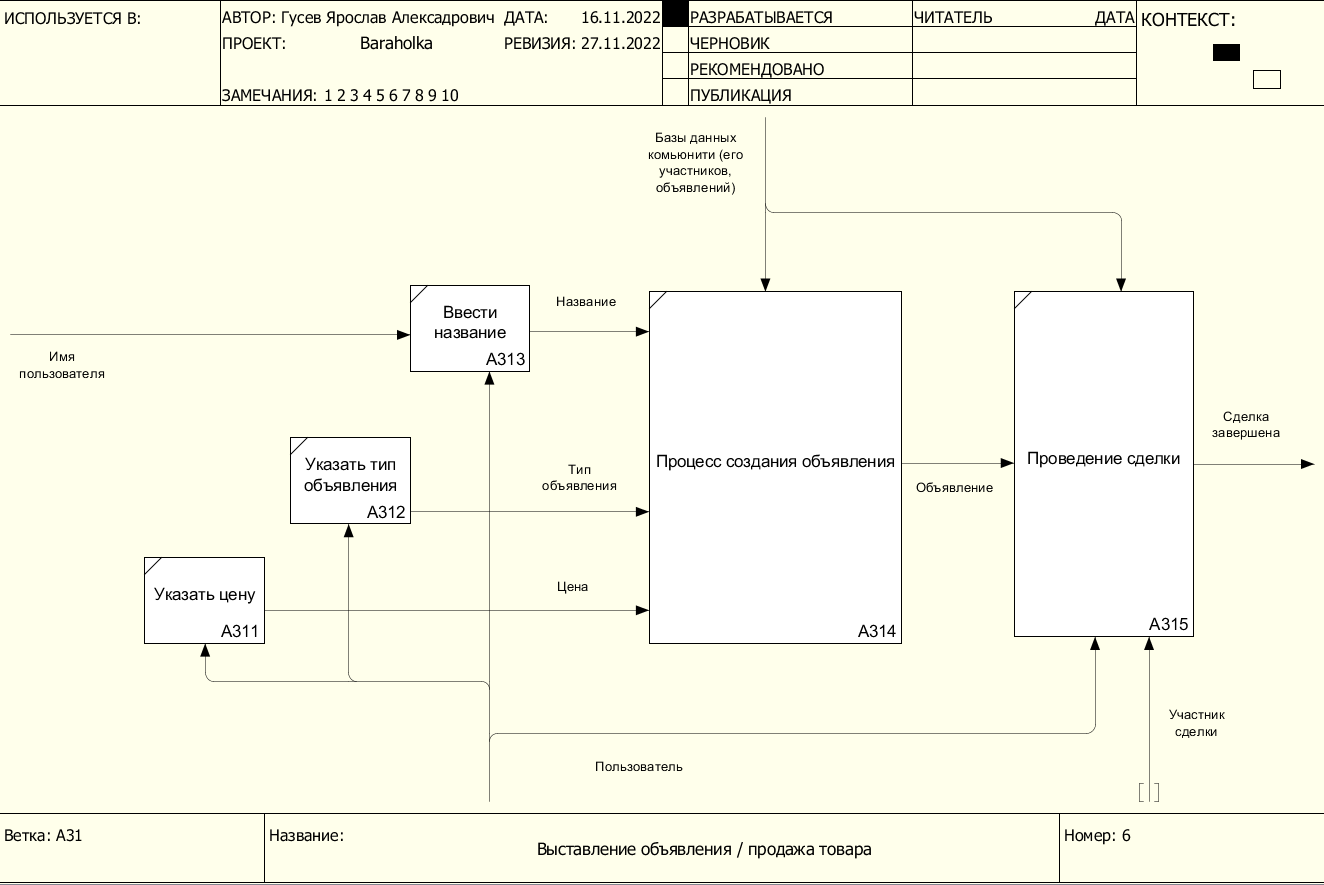 ИСПОЛЬЗУЕТСЯ В:
АВТОР: Гусев Ярослав Алексадрович ДАТА: 16.11.2022
ПРОЕКТ: Baraholka РЕВИЗИЯ: 27.11.2022
ЗАМЕЧАНИЯ: 1 2 3 4 5 6 7 8 9 10
РАЗРАБАТЫВАЕТСЯ
ЧЕРНОВИК
РЕКОМЕНДОВАНО
ПУБЛИКАЦИЯ
ЧИТАТЕЛЬ ДАТА
КОНТЕКСТ:
Базы данных
комьюнити (его
участников,
объявлений)
Имя
пользователя
Ввести
название
A313
Название
Указать тип
объявления
A312
Тип
объявления
Указать цену
A311
Цена
Процесс создания объявления
A314
Объявление
Проведение сделки
A315
Сделка
завершена
Участник
сделки
[ ]
Пользователь
Ветка: A31
Название:
Выставление объявления / продажа товара
Номер: 6